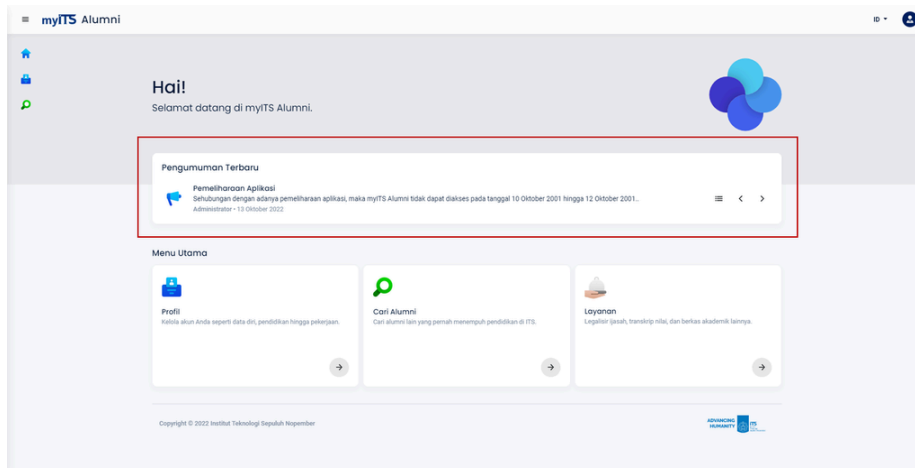 myITS Alumni
ID
Hai!
Selamat datang di myITS Alumni.
Pengumuman Terbaru
Pemeliharaan Aplikasi
Sehubungan dengan adanya pemeliharaan aplikasi, maka myITS Alumni tidak dapat diakses pada tanggal 10 Oktober 2001 hingga 12 Oktober 2001..
Administrator • 13 Oktober 2022
Menu Utama
Profil
Kelola akun Anda seperti data diri, pendidikan hingga pekerjaan.
Cari Alumni
Cari alumni lain yang pernah menempuh pendidikan di ITS.
Layanan
Legalisir ijasah, transkrip nilai, dan berkas akademik lainnya.
Copyright © 2022 Institut Teknologi Sepuluh Nopember
ADVANCING
HUMANITY
ITS